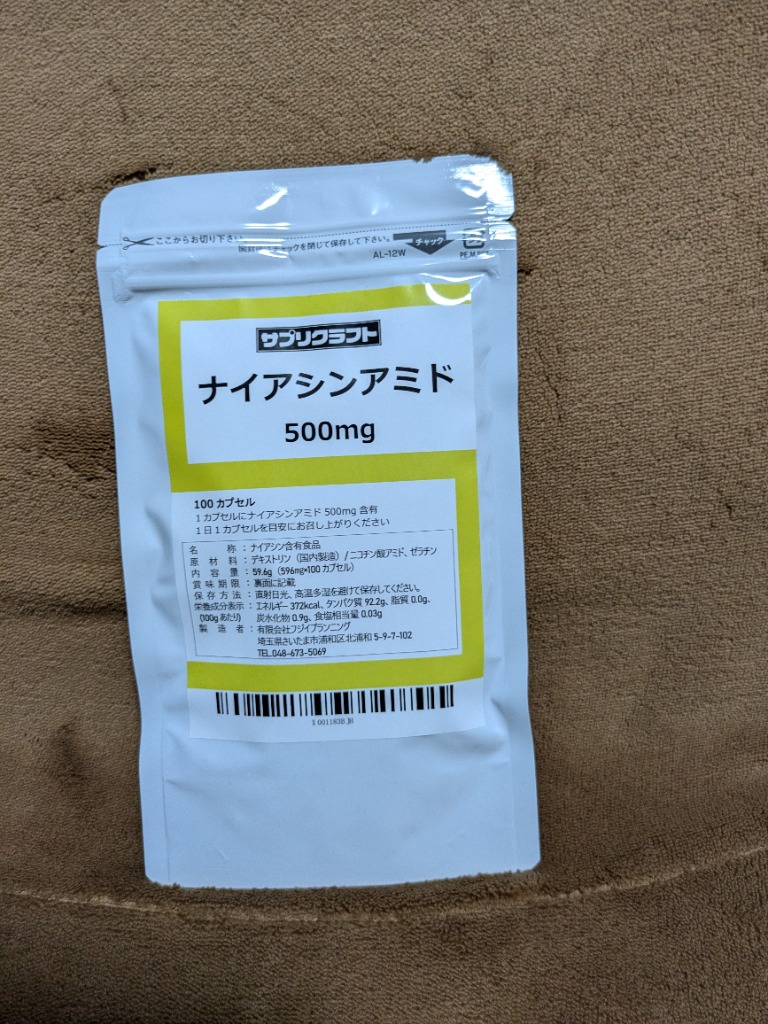 ここからお切り下さい
チャックを閉じて保存して下さい。
チャック
AL-12W
サプリクラフト
ナイアシンアミド
500mg
100 カプセル
１カプセルにナイアシンアミド 500mg 含有
１日１カプセルを目安にお召し上がりください
名 称 ： ナイアシン含有食品
原 材 料 ： デキストリン（国内製造）/ ニコチン酸アミド、ゼラチン
内 容 量 ： 59.6g（596mg×100 カプセル）
賞 味 期 限 ： 裏面に記載
保 存 方 法 ： 直射日光、高温多湿を避けて保存してください。
栄養成分表示 ： エネルギー 372kcal、タンパク質 92.2g、脂質 0.0g、
（100g あたり） 炭水化物 0.9g、食塩相当量 0.03g
製 造 者 ： 有限会社フジイプランニング
埼玉県さいたま市浦和区北浦和 5-9-7-102
TEL.048-673-5069